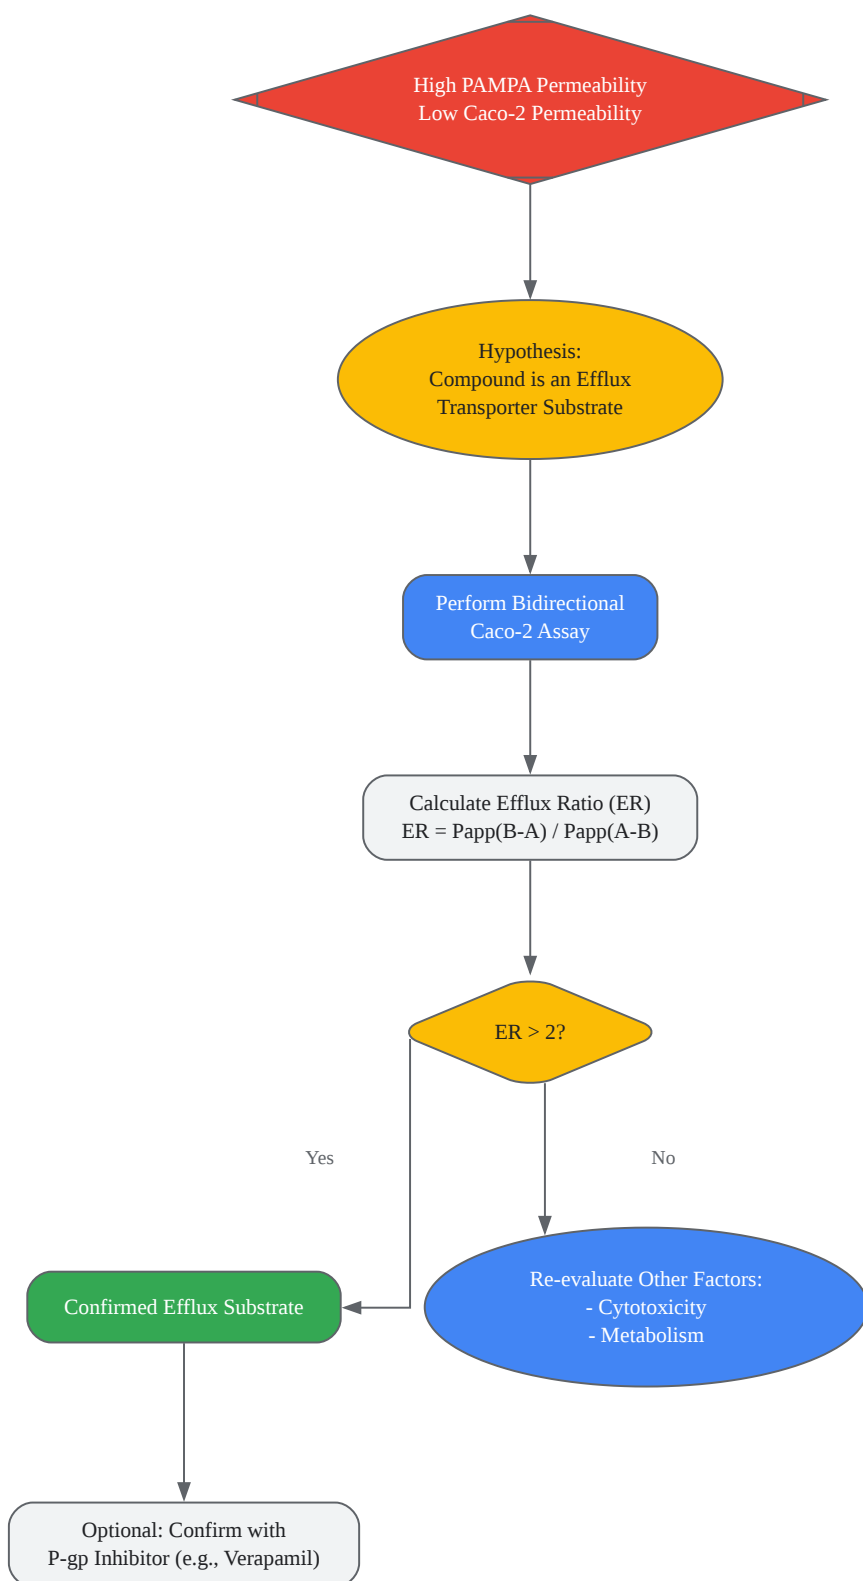 High PAMPA Permeability
Low Caco-2 Permeability
Hypothesis:
Compound is an Efflux
Transporter Substrate
Perform Bidirectional
Caco-2 Assay
Calculate Efflux Ratio (ER)
ER = Papp(B-A) / Papp(A-B)
ER > 2?
Yes
No
Confirmed Efflux Substrate
Re-evaluate Other Factors:
- Cytotoxicity
- Metabolism
Optional: Confirm with
P-gp Inhibitor (e.g., Verapamil)